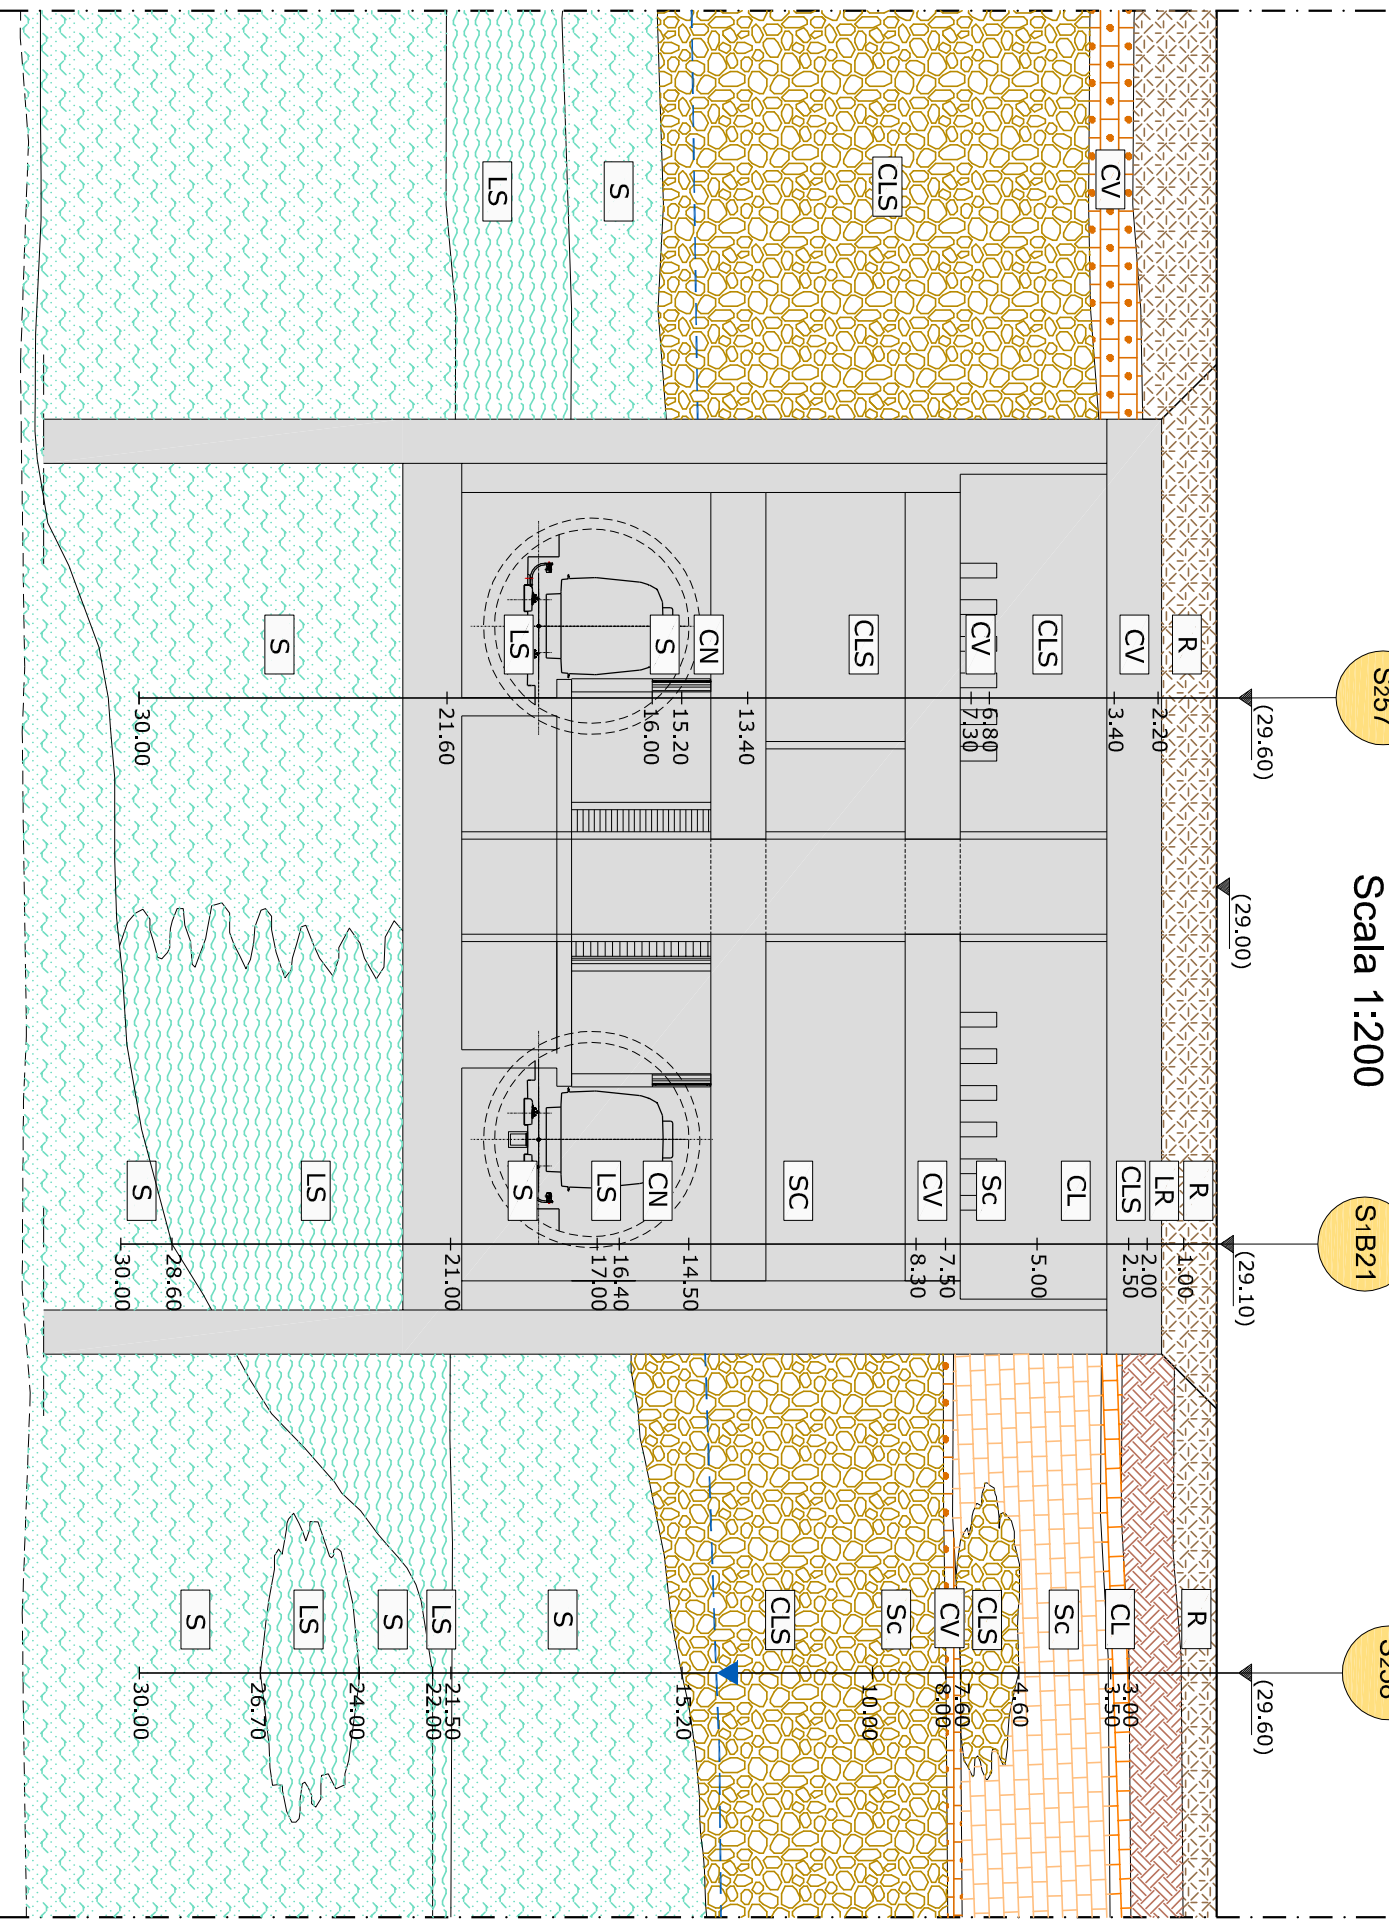 Scala 1:200
S257
S1B21
(29.60)
(29.00)
(29.10)
(29.60)
CV
CLS
S
LS
R
CV
CLS
CV
CLS
CN
S
LS
S
2.20
3.40
6.80
7.30
13.40
15.20
16.00
21.60
30.00
R
LR
CLS
CL
Sc
CV
SC
CN
LS
S
LS
S
1.00
2.00
2.50
5.00
7.50
8.30
14.50
16.40
17.00
21.00
28.60
30.00
R
CL
Sc
CLS
CV
Sc
CLS
S
LS
S
LS
S
3.00
3.50
4.60
7.60
8.00
10.00
15.20
21.50
22.00
24.00
26.70
30.00